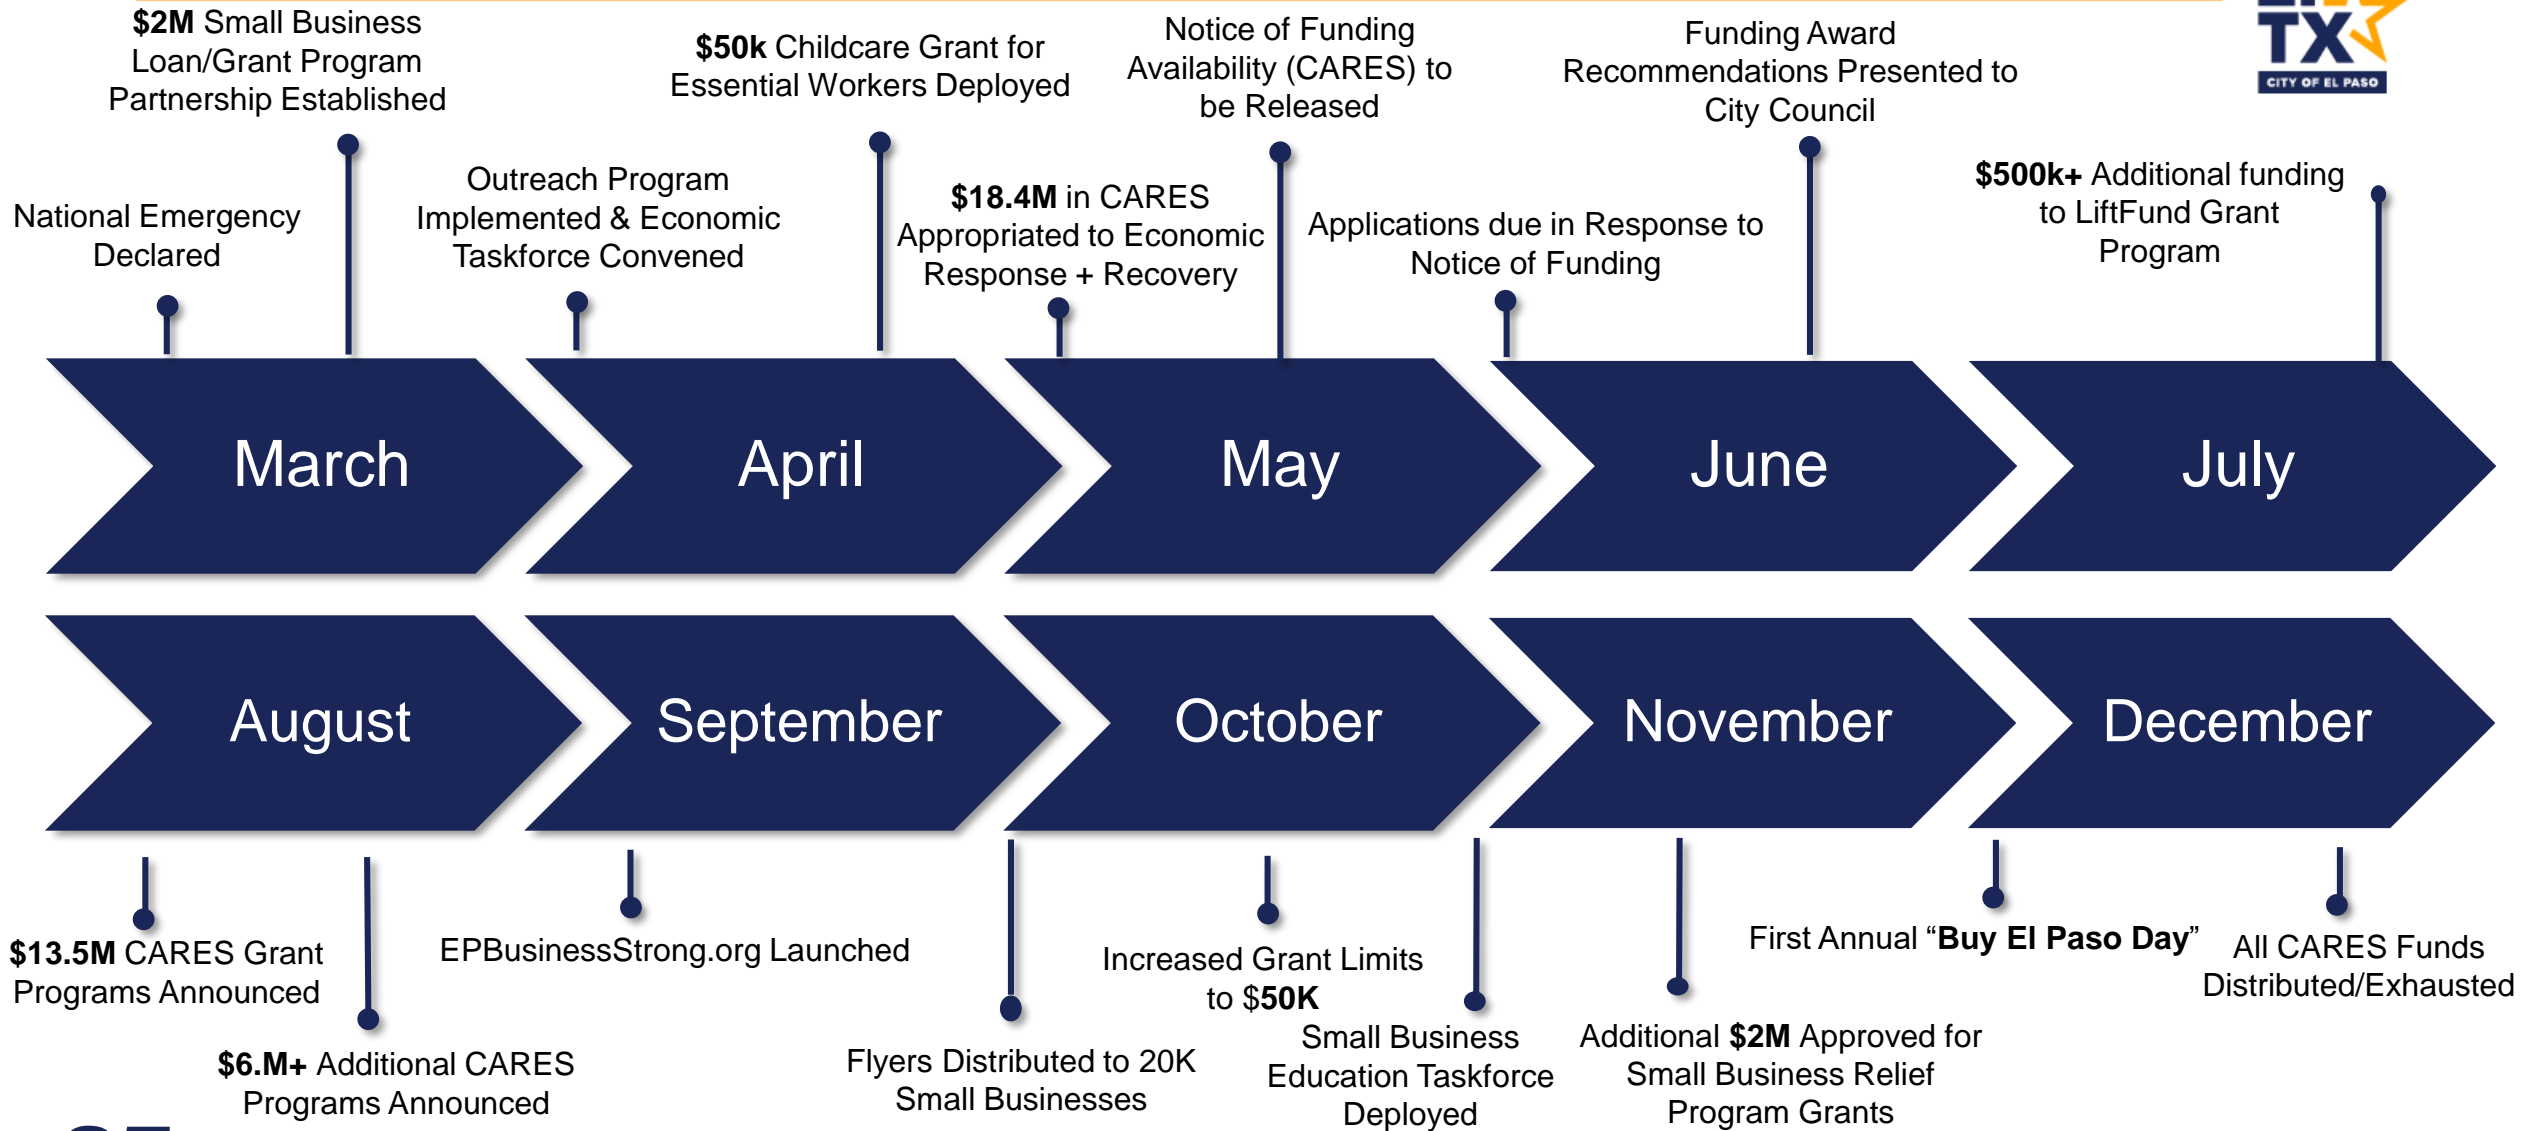 $2M Small Business
Loan/Grant Program
Partnership Established
$50k Childcare Grant for
Essential Workers Deployed
Notice of Funding
Availability (CARES) to
be Released
Funding Award
Recommendations Presented to
City Council
TX
CITY OF EL PASO
National Emergency
Declared
Outreach Program
Implemented & Economic
Taskforce Convened
$18.4M in CARES
Appropriated to Economic
Response + Recovery
Applications due in Response to
Notice of Funding
$500k+ Additional funding
to LiftFund Grant
Program
March
April
May
June
July
August
September
October
November
December
$13.5M CARES Grant
Programs Announced
$6.M+ Additional CARES
Programs Announced
EPBusinessStrong.org Launched
Flyers Distributed to 20K
Small Businesses
Increased Grant Limits
to $50K
Small Business
Education Taskforce
Deployed
Additional $2M Approved for
Small Business Relief
Program Grants
First Annual “Buy El Paso Day”
All CARES Funds
Distributed/Exhausted